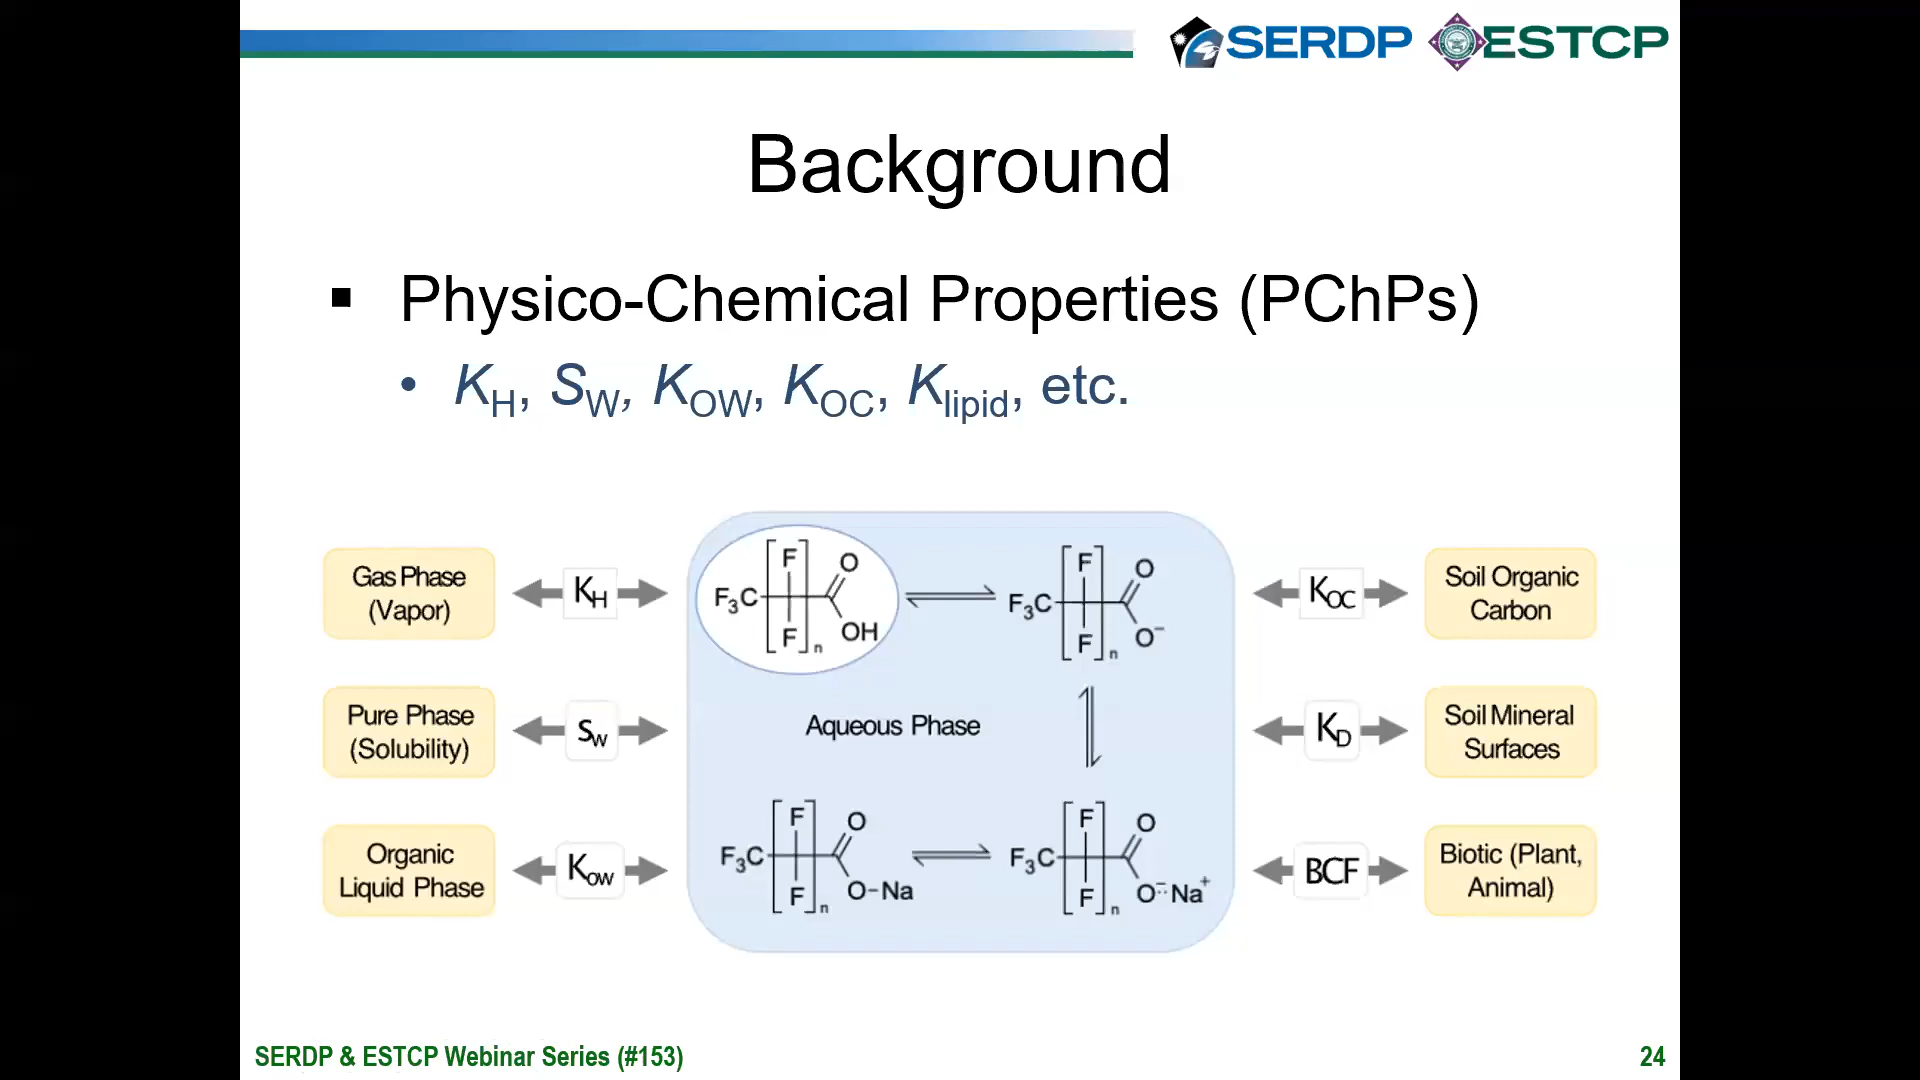 SERDP ESTCP
Background
▪ Physico-Chemical Properties (PChPs)
• KH, SW, KOW, KOC, Klipid, etc.
Gas Phase
(Vapor)
KH
Pure Phase
(Solubility)
SW
Organic
Liquid Phase
KOW
F3C [F F]n O OH
F3C [F F]n O O−
Aqueous Phase
F3C [F F]n O O−Na
F3C [F F]n O O− Na+
KOC
Soil Organic
Carbon
KD
Soil Mineral
Surfaces
BCF
Biotic (Plant,
Animal)
SERDP & ESTCP Webinar Series (#153)
24